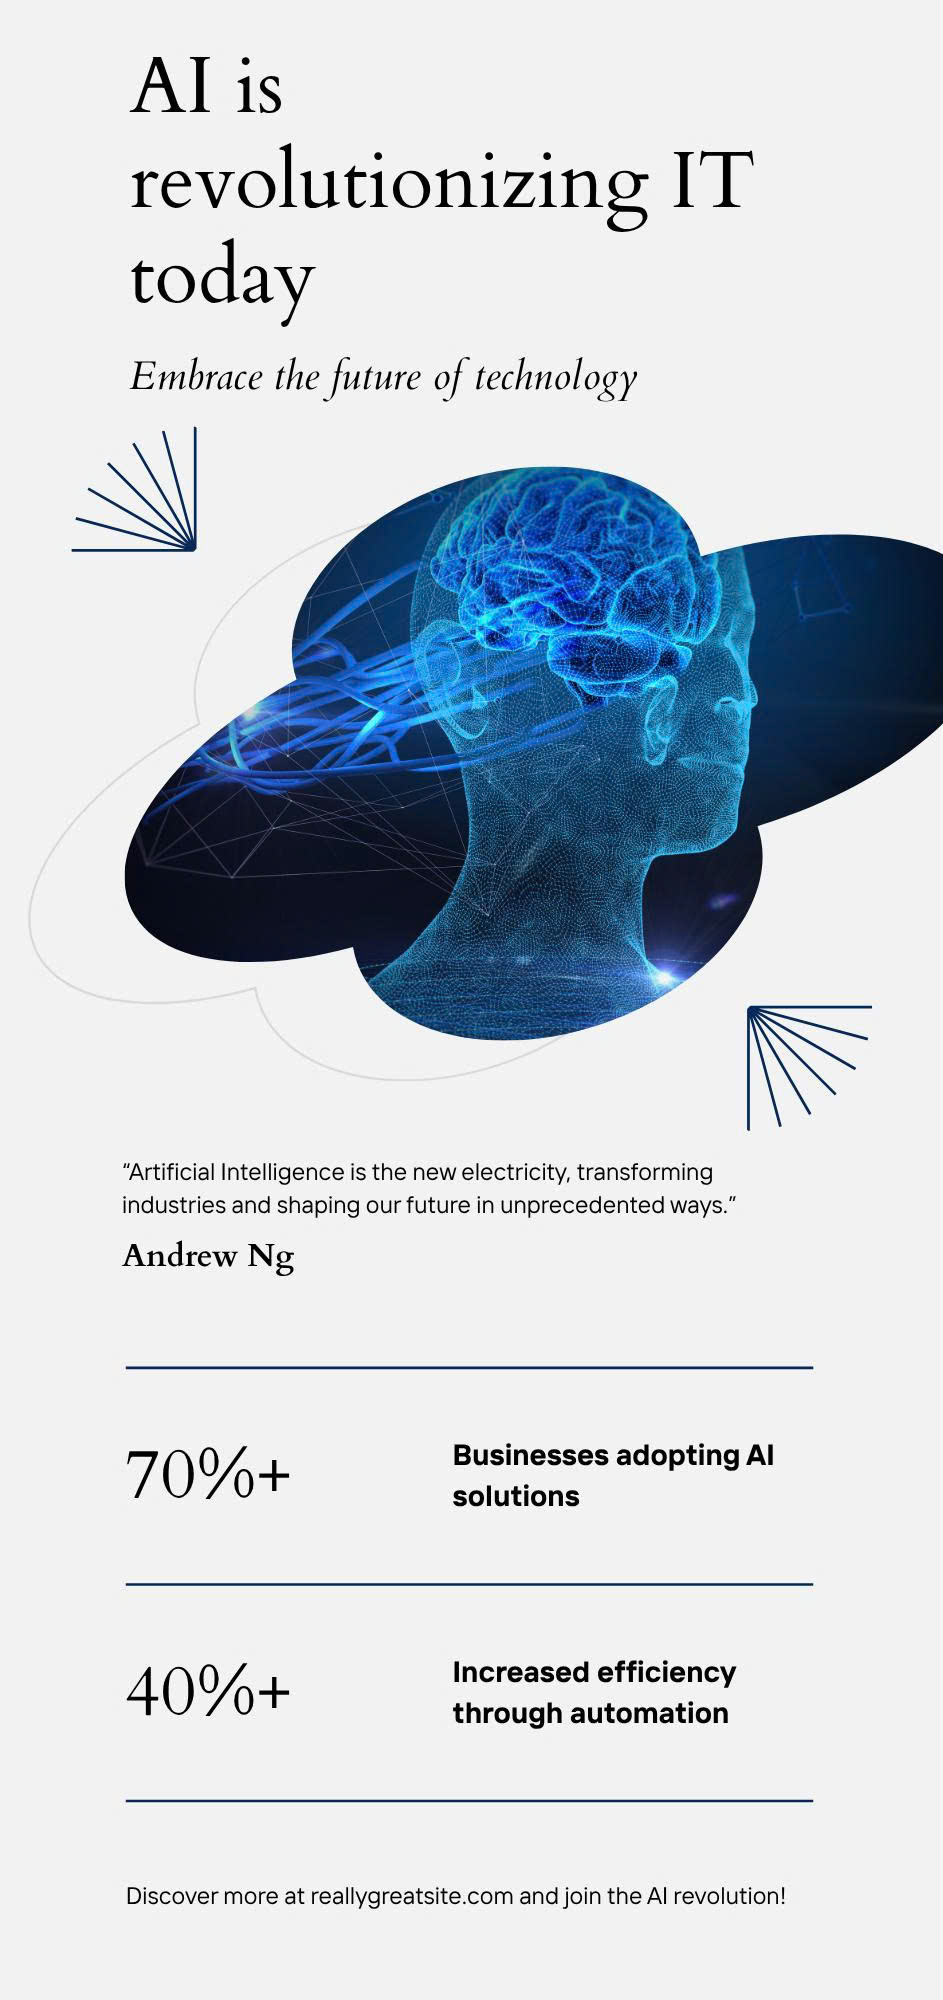 AI is
revolutionizing IT
today
Embrace the future of technology
“Artificial Intelligence is the new electricity, transforming
industries and shaping our future in unprecedented ways.”
Andrew Ng
70%+
Businesses adopting AI
solutions
40%+
Increased efficiency
through automation
Discover more at reallygreatsite.com and join the AI revolution!